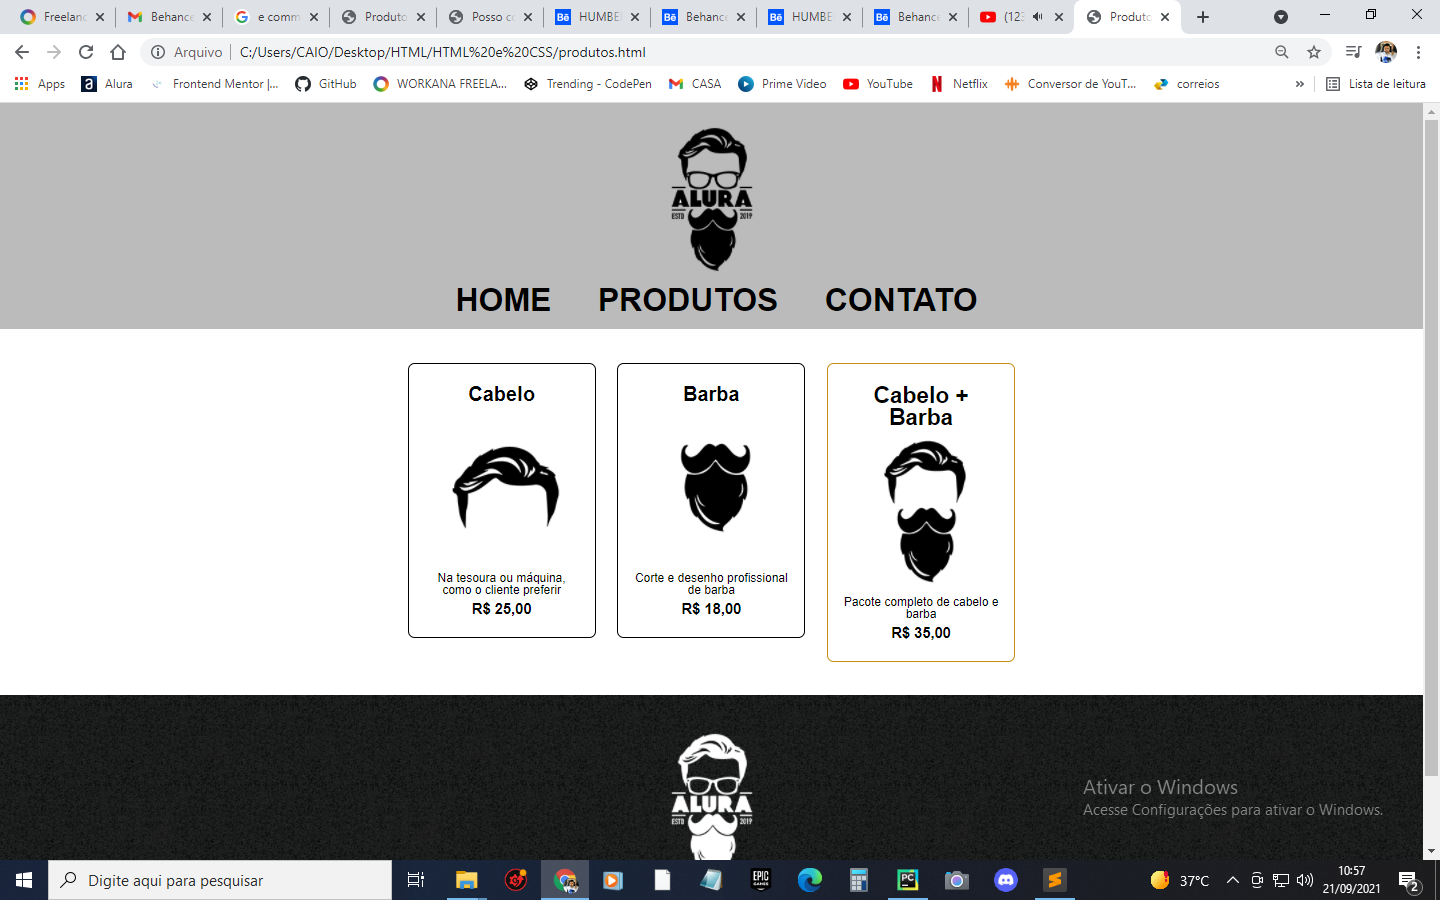 Freelanc
Behance
e comm
Produto
Posso co
HUMBE
Behance
HUMBE
Behance
(123
Produto
Arquivo
C:/Users/CAIO/Desktop/HTML/HTML%20e%20CSS/produtos.html
Apps
Alura
Frontend Mentor |...
GitHub
WORKANA FREELA...
Trending - CodePen
CASA
Prime Video
YouTube
Netflix
Conversor de YouT...
correios
»
Lista de leitura
ALURA
ESTD 2019
HOME PRODUTOS CONTATO
Cabelo
Na tesoura ou máquina,
como o cliente preferir
R$ 25,00
Barba
Corte e desenho profissional
de barba
R$ 18,00
Cabelo +
Barba
Pacote completo de cabelo e
barba
R$ 35,00
ALURA
ESTD 2019
Ativar o Windows
Acesse Configurações para ativar o Windows.
Digite aqui para pesquisar
EPIC
GAMES
PC
37°C
10:57
21/09/2021
2